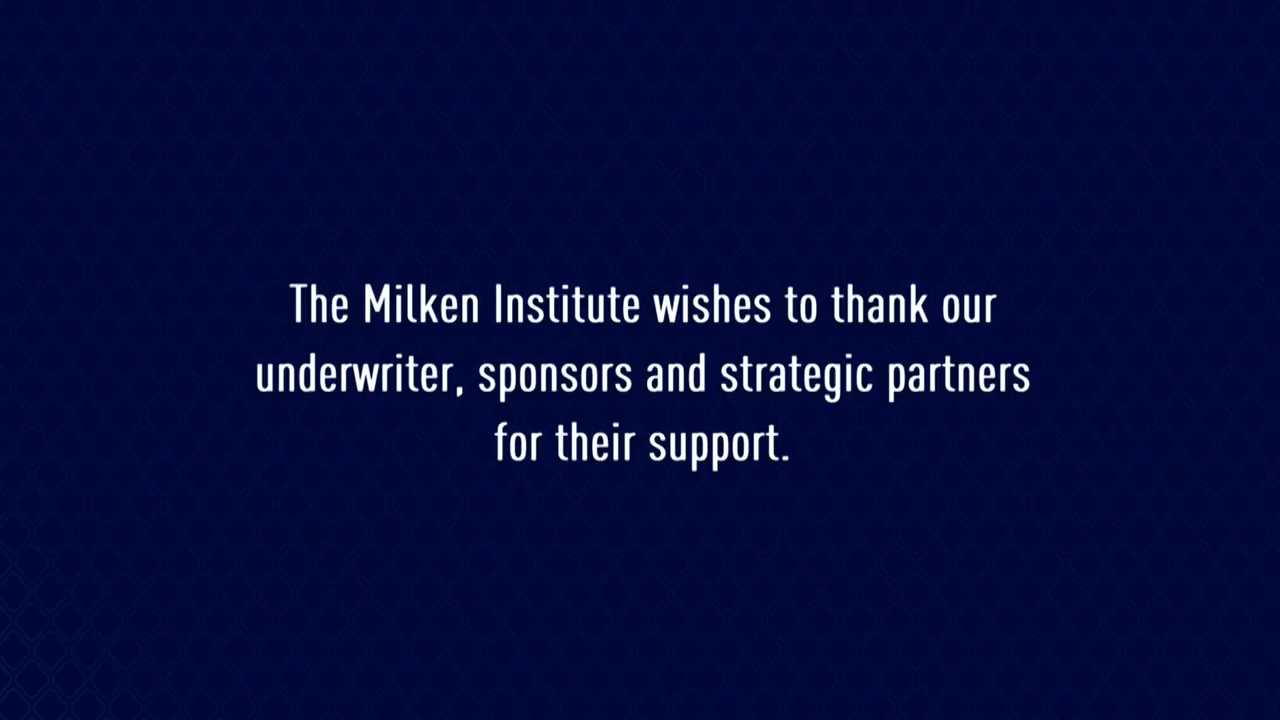 The Milken Institute wishes to thank our
underwriter, sponsors and strategic partners
for their support.